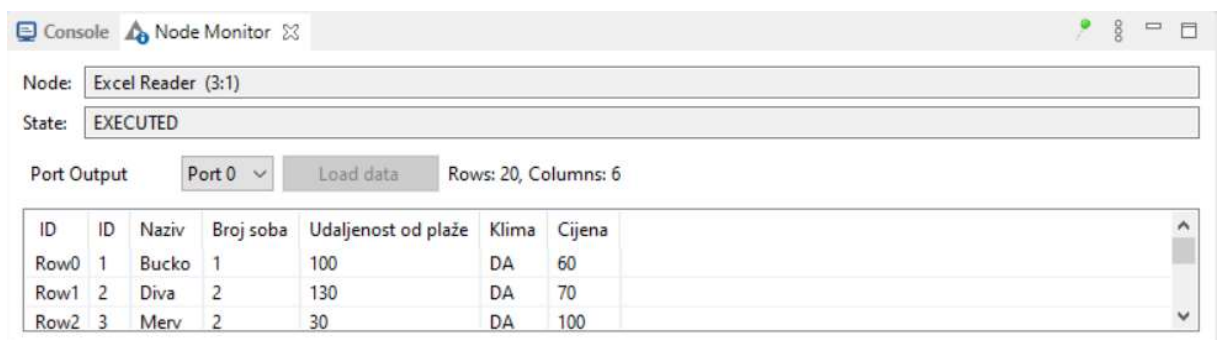 Console Node Monitor
Node: Excel Reader (3:1)
State: EXECUTED
Port Output Port 0 Load data Rows: 20, Columns: 6
ID ID Naziv Broj soba Udaljenost od plaže Klima Cijena
Row0 1 Bucko 1 100 DA 60
Row1 2 Diva 2 130 DA 70
Row2 3 Merv 2 30 DA 100